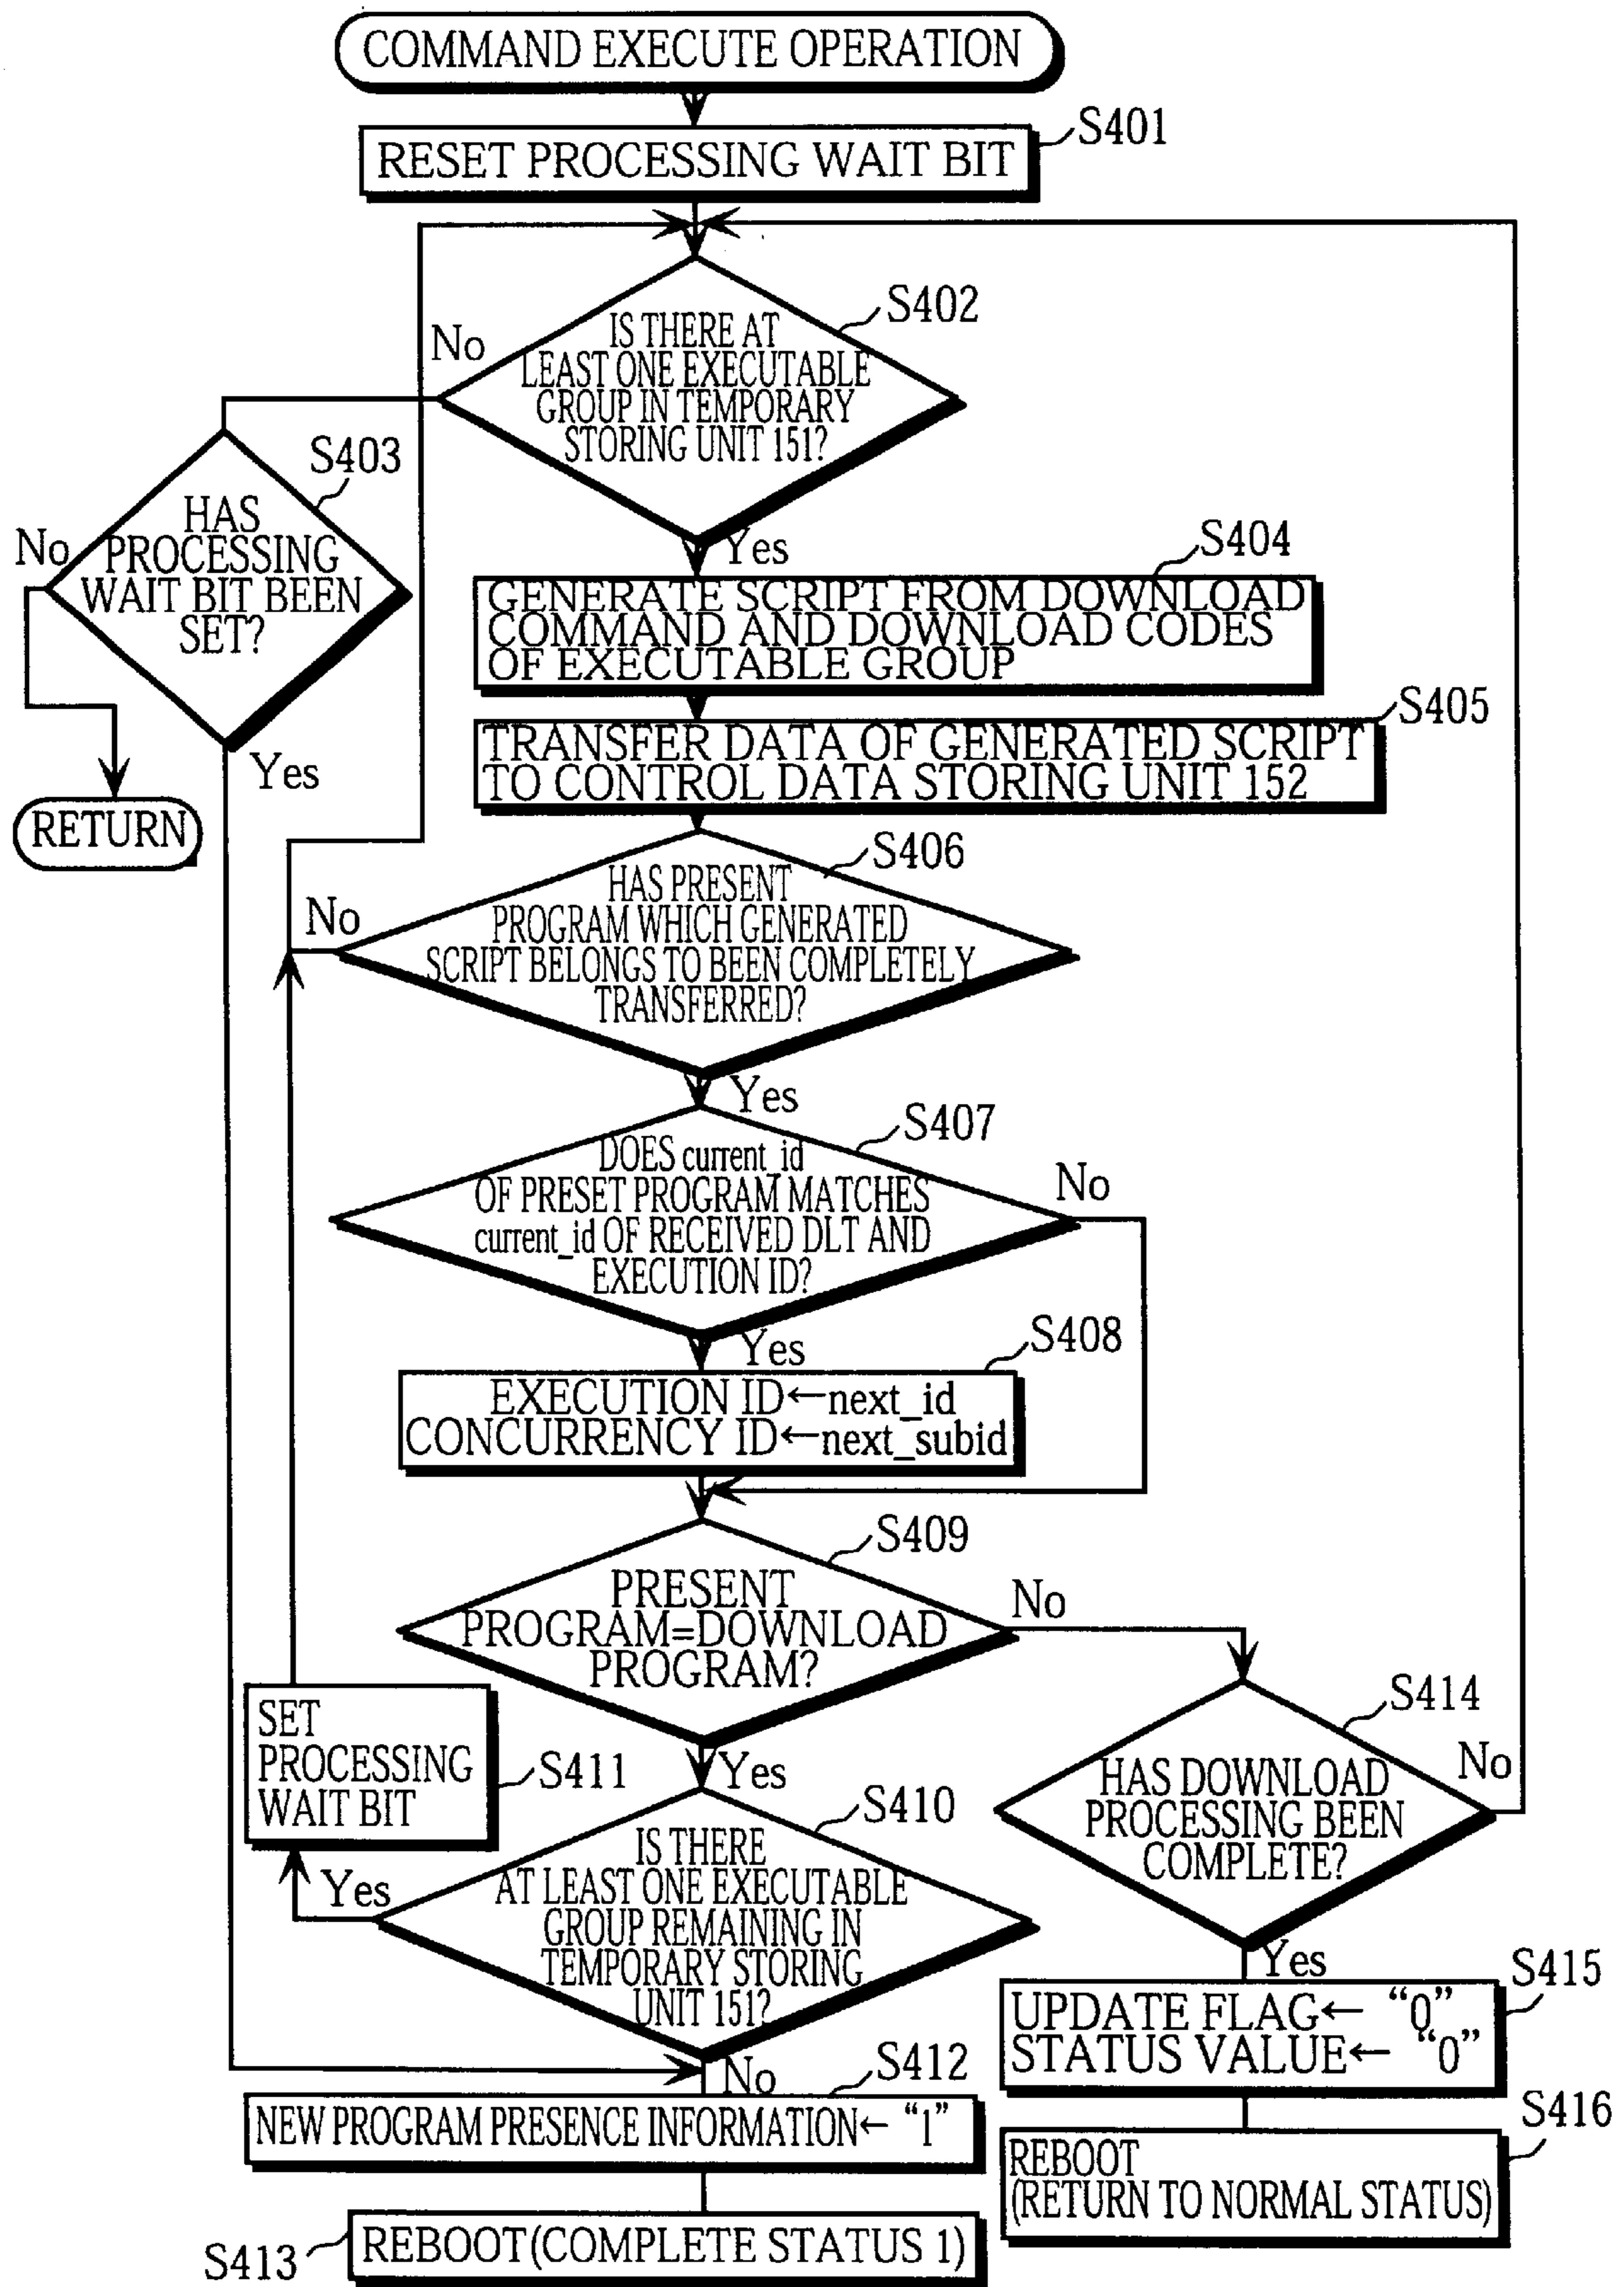 COMMAND EXECUTE OPERATION
S401
RESET PROCESSING WAIT BIT
S402
IS THERE AT
LEAST ONE EXECUTABLE
GROUP IN TEMPORARY
STORING UNIT 151?
No
Yes
S403
HAS
PROCESSING
WAIT BIT BEEN
SET?
No
Yes
RETURN
S404
GENERATE SCRIPT FROM DOWNLOAD
COMMAND AND DOWNLOAD CODES
OF EXECUTABLE GROUP
S405
TRANSFER DATA OF GENERATED SCRIPT
TO CONTROL DATA STORING UNIT 152
S406
HAS PRESENT
PROGRAM WHICH GENERATED
SCRIPT BELONGS TO BEEN COMPLETELY
TRANSFERRED?
No
Yes
S407
DOES current_id
OF PRESET PROGRAM MATCHES
current_id OF RECEIVED DLT AND
EXECUTION ID?
No
Yes
S408
EXECUTION ID←next_id
CONCURRENCY ID←next_subid
S409
PRESENT
PROGRAM=DOWNLOAD
PROGRAM?
No
Yes
S414
HAS DOWNLOAD
PROCESSING BEEN
COMPLETE?
No
Yes
SET
PROCESSING
WAIT BIT
S411
S410
IS THERE
AT LEAST ONE EXECUTABLE
GROUP REMAINING IN
TEMPORARY STORING
UNIT 151?
Yes
No
S415
UPDATE FLAG← “0”
STATUS VALUE← “0”
S412
NEW PROGRAM PRESENCE INFORMATION← “1”
S416
REBOOT
(RETURN TO NORMAL STATUS)
S413
REBOOT(COMPLETE STATUS 1)